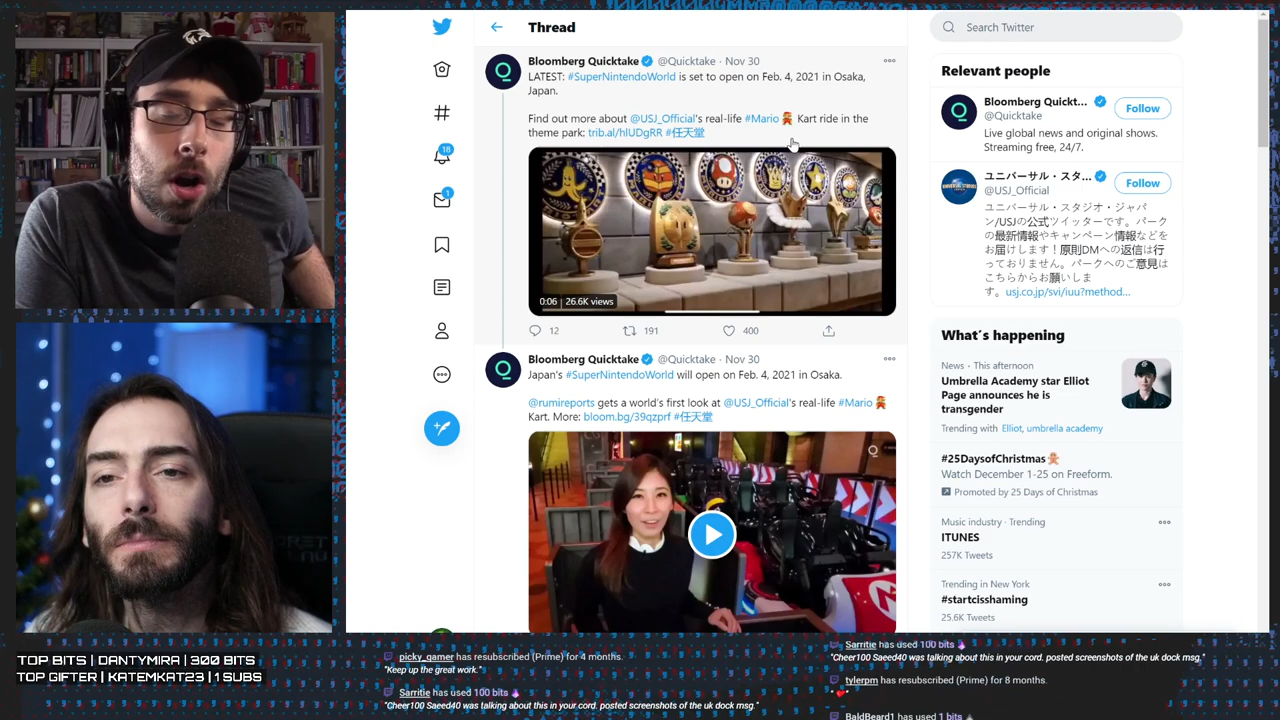 Thread
Bloomberg Quicktake @Quicktake · Nov 30
LATEST: #SuperNintendoWorld is set to open on Feb. 4, 2021 in Osaka,
Japan.
Find out more about @USJ_Official's real-life #Mario Kart ride in the
theme park: trib.al/hlUDgRR #任天堂
0:06 | 26.6K views
12 191 400
Bloomberg Quicktake @Quicktake · Nov 30
Japan's #SuperNintendoWorld will open on Feb. 4, 2021 in Osaka.
@rumireports gets a world's first look at @USJ_Official's real-life #Mario
Kart. More: bloom.bg/39qzprf #任天堂
18
1
Search Twitter
Relevant people
Bloomberg Quickt...
@Quicktake
Follow
Live global news and original shows.
Streaming free, 24/7.
ユニバーサル・スタ...
@USJ_Official
Follow
ユニバーサル・スタジオ・ジャパ
ン/USJの公式ツイッターです。パーク
の最新情報やキャンペーン情報などを
お届けします！原則DMへの返信は行
っておりません。パークへのご意見は
こちらからお願いしま
す。usj.co.jp/svi/iuu?method...
What's happening
News · This afternoon
Umbrella Academy star Elliot
Page announces he is
transgender
Trending with Elliot, umbrella academy
#25DaysofChristmas
Watch December 1-25 on Freeform.
Promoted by 25 Days of Christmas
Music industry · Trending
ITUNES
257K Tweets
Trending in New York
#startcisshaming
25.6K Tweets
TOP BITS | DANTYMIRA | 300 BITS
TOP GIFTER | KATEMKAT23 | 1 SUBS
picky_gamer has resubscribed (Prime) for 4 months.
"Keep up the great work."
Sarritie has used 100 bits
"Cheer100 Saeed40 was talking about this in your cord. posted screenshots of the uk dock msg."
Sarritie has used 100 bits
"Cheer100 Saeed40 was talking about this in your cord. posted screenshots of the uk dock msg."
tylerpm has resubscribed (Prime) for 8 months.
BaldBeard1 has used 1 bits